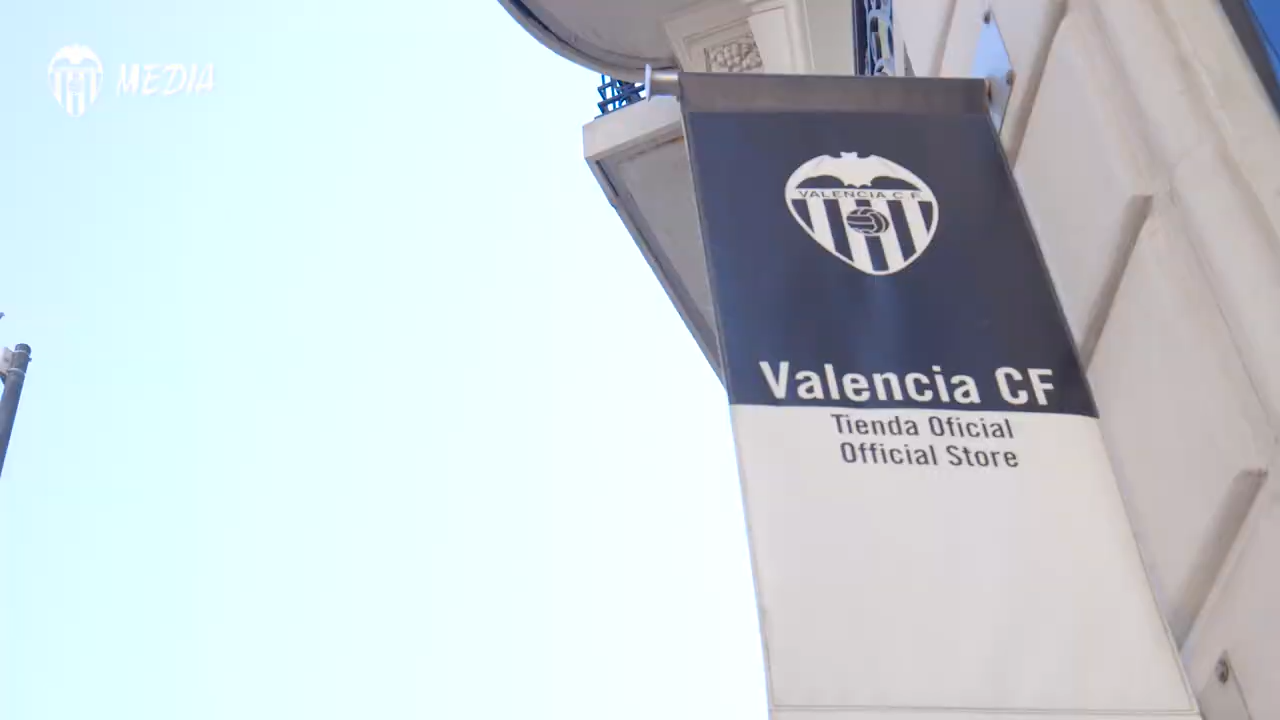 MEDIA
VALENCIA C.F
Valencia CF
Tienda Oficial
Official Store